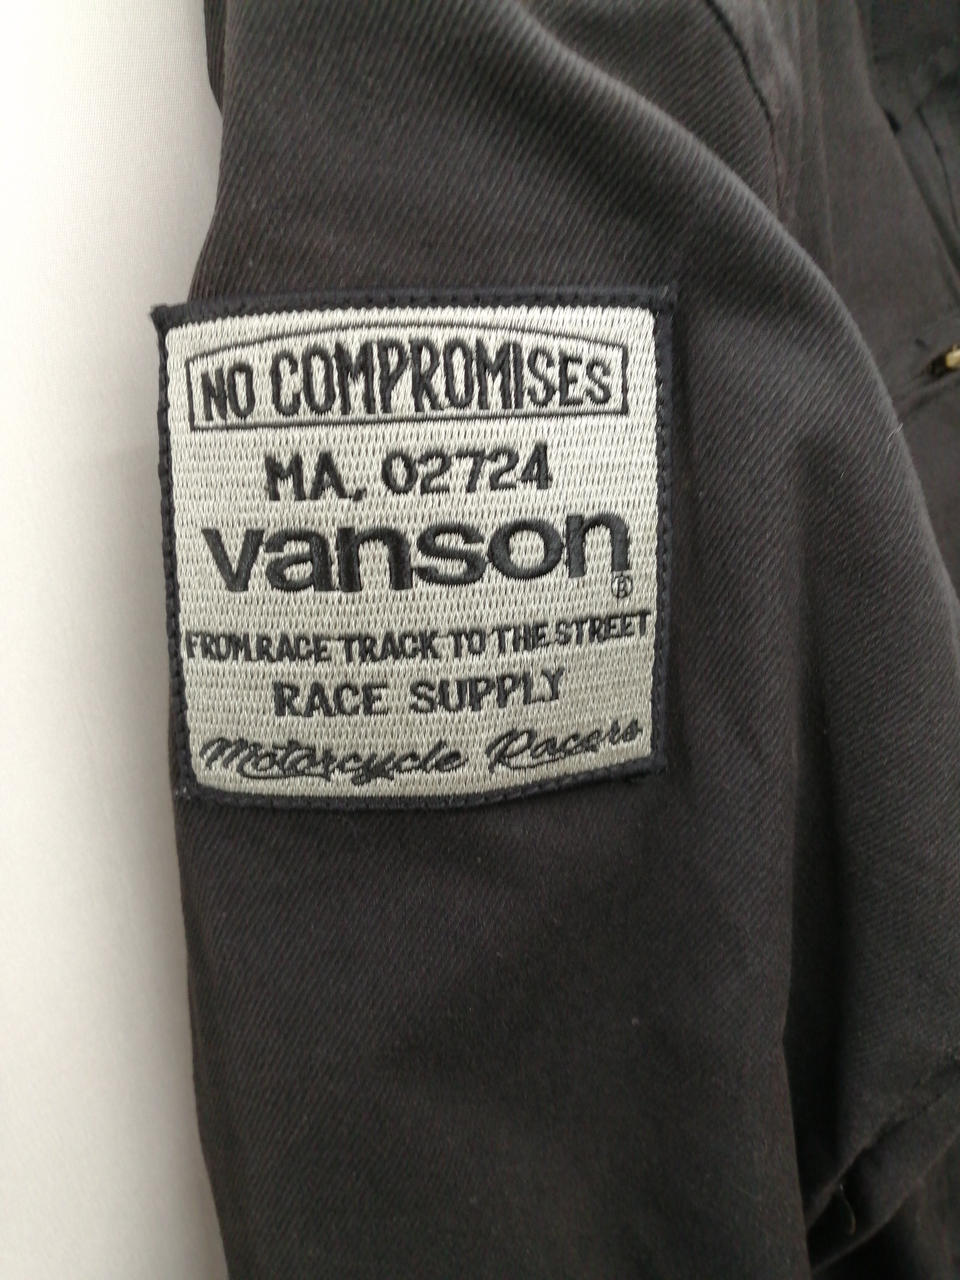 NO COMPROMISES
MA, 02724
vanson®
FROM.RACE TRACK TO THE STREET
RACE SUPPLY
Motorcycle Racers